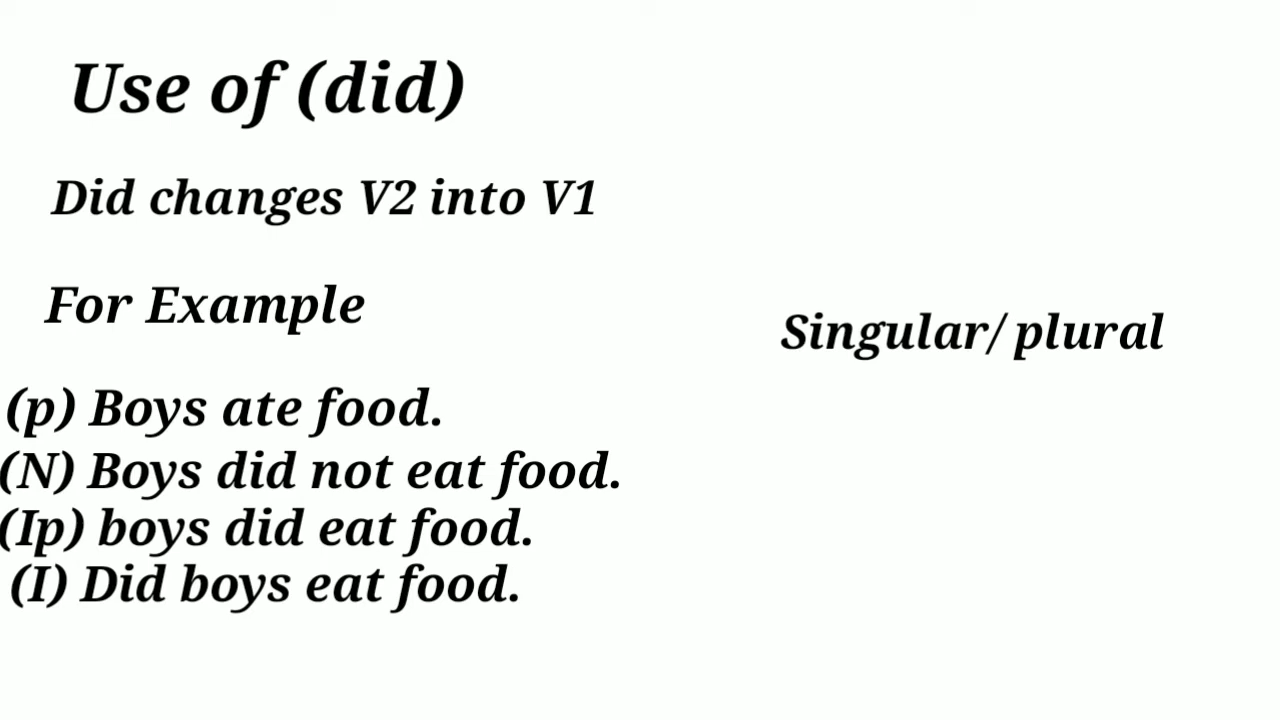 Use of (did)
Did changes V2 into V1
For Example
Singular/ plural
(p) Boys ate food.
(N) Boys did not eat food.
(Ip) boys did eat food.
(I) Did boys eat food.